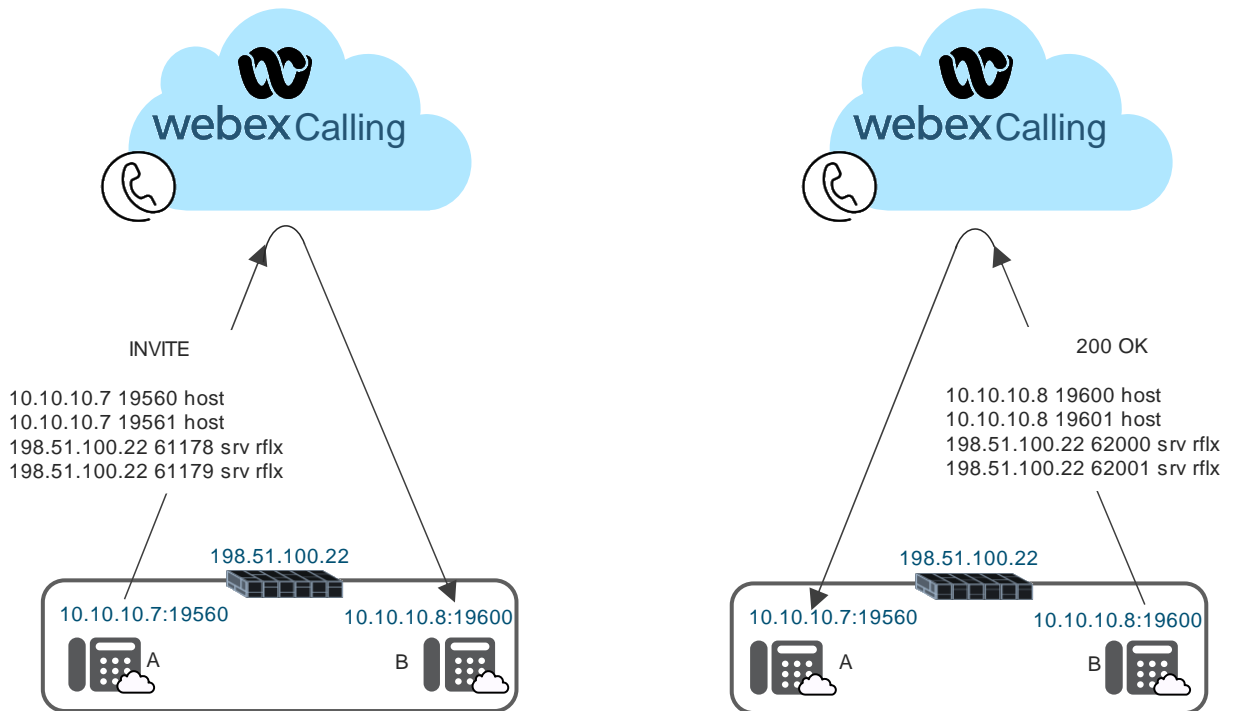 webex Calling
INVITE
10.10.10.7 19560 host
10.10.10.7 19561 host
198.51.100.22 61178 srv rflx
198.51.100.22 61179 srv rflx
198.51.100.22
10.10.10.7:19560
10.10.10.8:19600
A
B
webex Calling
200 OK
10.10.10.8 19600 host
10.10.10.8 19601 host
198.51.100.22 62000 srv rflx
198.51.100.22 62001 srv rflx
198.51.100.22
10.10.10.7:19560
10.10.10.8:19600
A
B